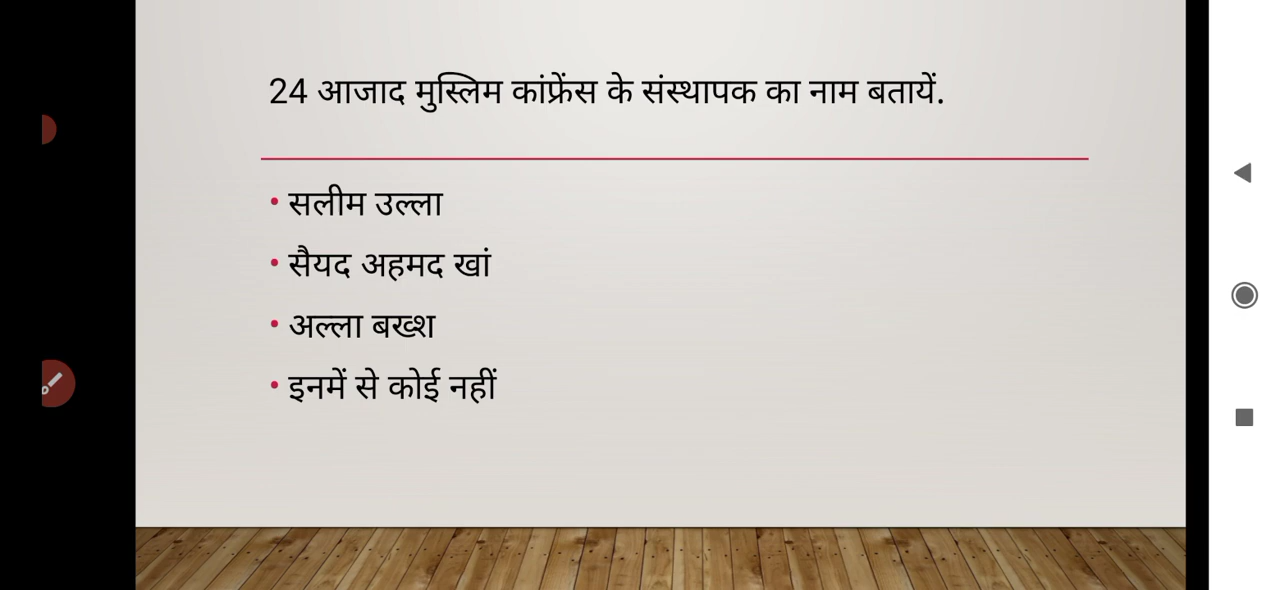 24 आजाद मुस्लिम कांफ्रेंस के संस्थापक का नाम बतायें.
• सलीम उल्ला
• सैयद अहमद खां
• अल्ला बख्श
• इनमें से कोई नहीं